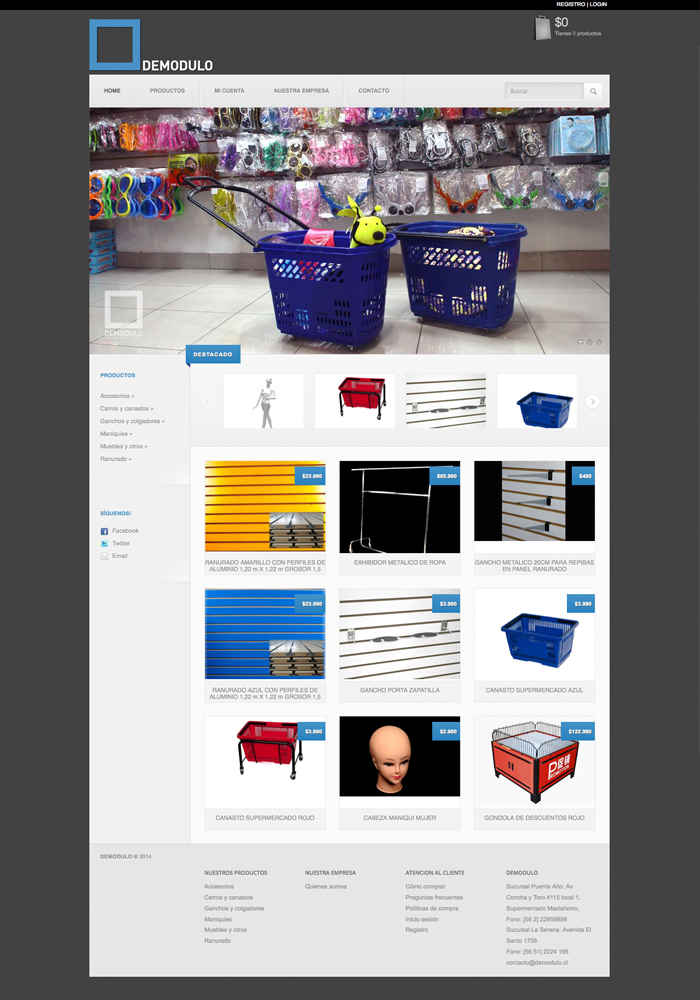 REGISTRO | LOGIN
$0
Tienes 0 productos
DEMODULO
HOME
PRODUCTOS
MI CUENTA
NUESTRA EMPRESA
CONTACTO
Buscar
DEMODULO
DESTACADO
PRODUCTOS
Accesorios »
Carros y canastos »
Ganchos y colgadores »
Maniquies »
Muebles y otros »
Ranurado »
SÍGUENOS!
Facebook
Twitter
Email
$23.990
RANURADO AMARILLO CON PERFILES DE
ALUMINIO 1,22 m X 1,22 m GROSOR 1,5
$65.990
EXHIBIDOR METALICO DE ROPA
$490
GANCHO METALICO 20CM PARA REPISAS
EN PANEL RANURADO
$23.990
RANURADO AZUL CON PERFILES DE
ALUMINIO 1,22 m X 1,22 m GROSOR 1,5
$3.990
GANCHO PORTA ZAPATILLA
$3.990
CANASTO SUPERMERCADO AZUL
$3.990
CANASTO SUPERMERCADO ROJO
$2.990
CABEZA MANIQUI MUJER
$132.990
GONDOLA DE DESCUENTOS ROJO
DEMODULO ® 2014
NUESTROS PRODUCTOS
Accesorios
Carros y canastos
Ganchos y colgadores
Maniquies
Muebles y otros
Ranurado
NUESTRA EMPRESA
Quienes somos
ATENCION AL CLIENTE
Cómo comprar
Preguntas frecuentes
Políticas de compra
Inicio sesión
Registro
DEMODULO
Sucursal Puente Alto: Av.
Concha y Toro 4115 local 1,
Supermercado Masiahorro,
Fono: [56 2] 22959899
Sucursal La Serena: Avenida El
Santo 1708
Fono: [56 51] 2224 195
contacto@demodulo.cl